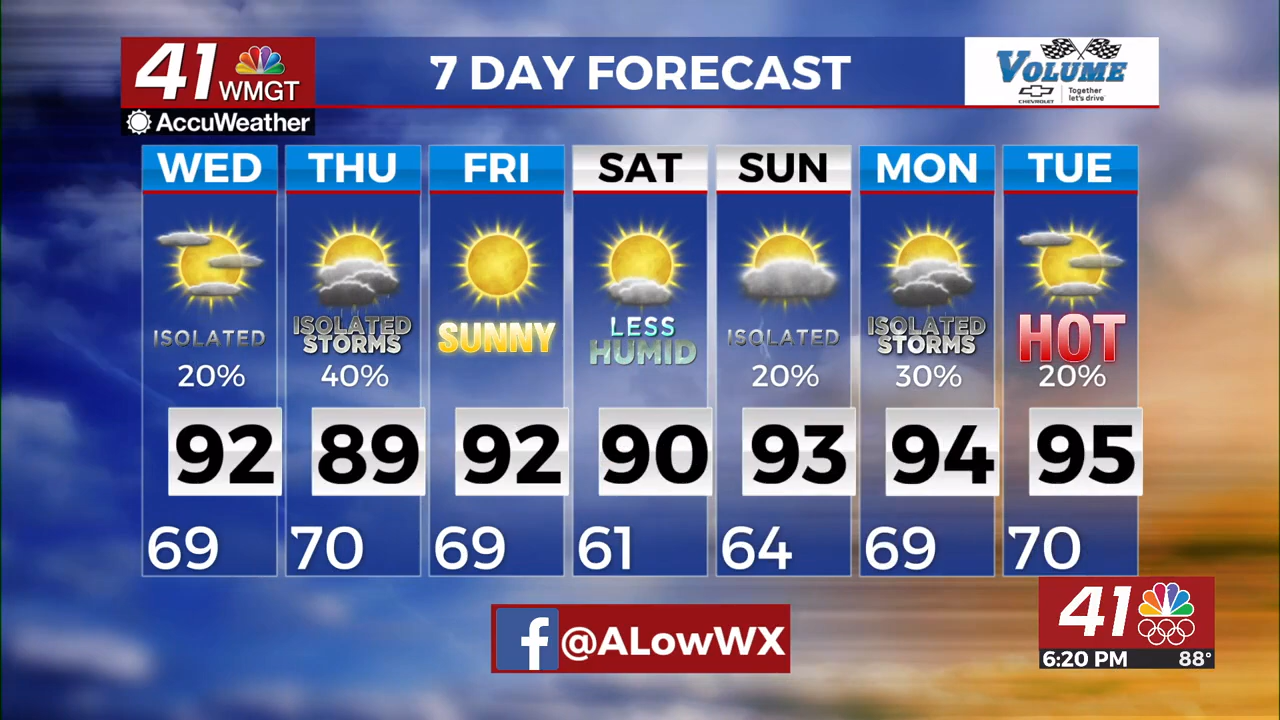 41 WMGT
AccuWeather
7 DAY FORECAST
VOLUME
CHEVROLET
Together
let's drive
WED THU FRI SAT SUN MON TUE
ISOLATED
20%
92
69
ISOLATED
STORMS
40%
89
70
SUNNY
92
69
LESS
HUMID
90
61
ISOLATED
20%
93
64
ISOLATED
STORMS
30%
94
69
HOT
20%
95
70
f @ALowWX
41
6:20 PM 88°